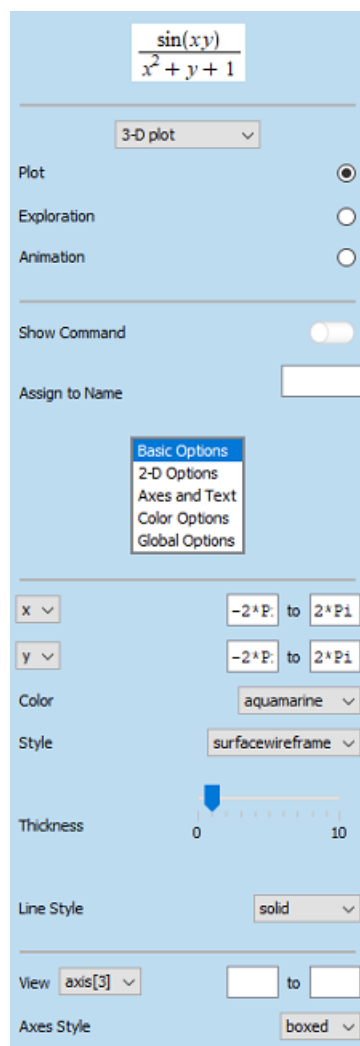 sin(xy)
x² + y + 1
3-D plot
Plot
Exploration
Animation
Show Command
Assign to Name
Basic Options
2-D Options
Axes and Text
Color Options
Global Options
x -2*P: to 2*Pi
y -2*P: to 2*Pi
Color aquamarine
Style surfacewireframe
Thickness 0 10
Line Style solid
View axis[3] to
Axes Style boxed